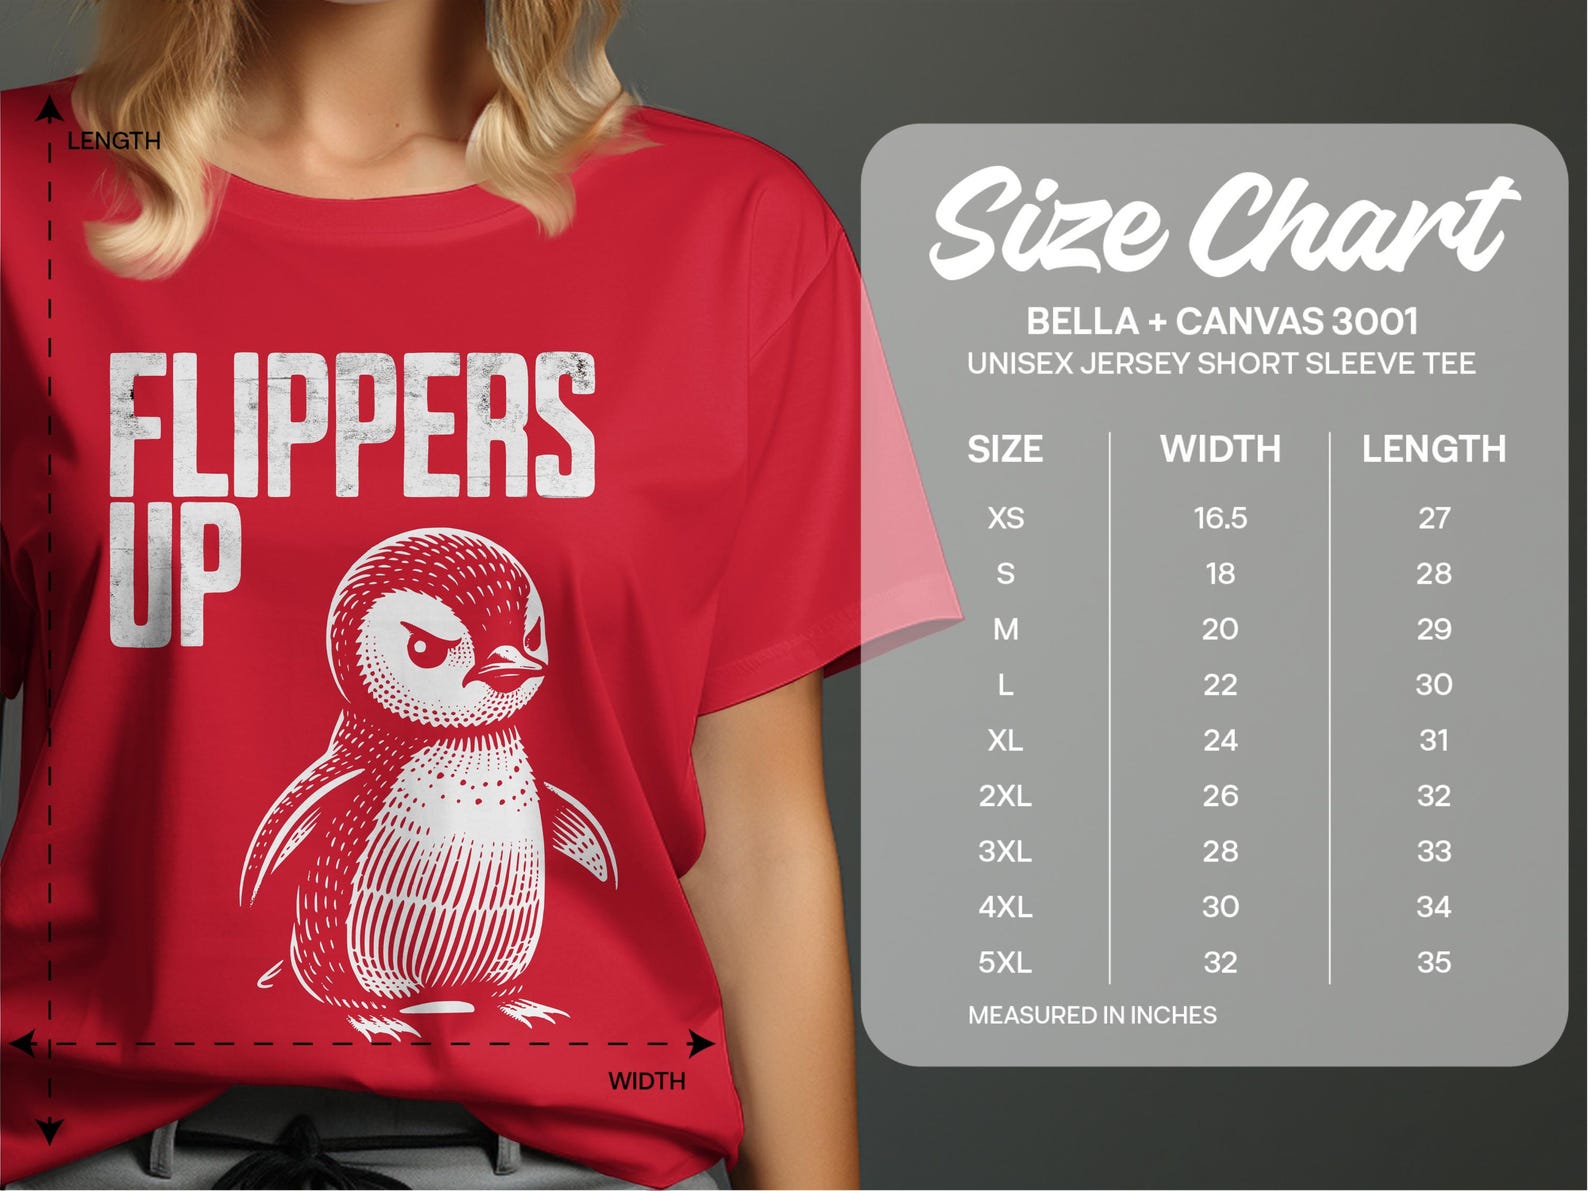 LENGTH
FLIPPERS
UP
WIDTH
Size Chart
BELLA + CANVAS 3001
UNISEX JERSEY SHORT SLEEVE TEE
SIZE WIDTH LENGTH
XS 16.5 27
S 18 28
M 20 29
L 22 30
XL 24 31
2XL 26 32
3XL 28 33
4XL 30 34
5XL 32 35
MEASURED IN INCHES